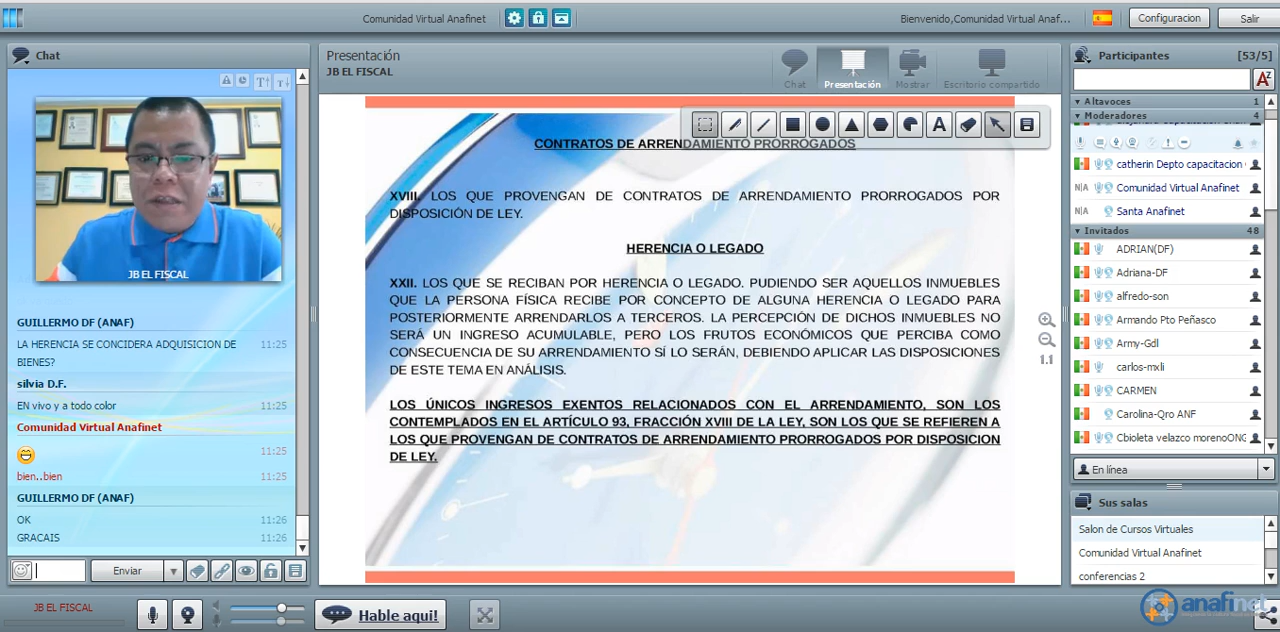 Comunidad Virtual Anafinet
Bienvenido,Comunidad Virtual Anaf...
Configuracion
Salir
Chat
JB EL FISCAL
GUILLERMO DF (ANAF)
LA HERENCIA SE CONCIDERA ADQUISICION DE 11:25
BIENES?
silvia D.F.
EN vivo y a todo color 11:25
Comunidad Virtual Anafinet
11:25
bien..bien 11:25
GUILLERMO DF (ANAF)
OK 11:26
GRACAIS 11:26
Enviar
Presentación
JB EL FISCAL
Chat
Presentación
Mostrar
Escritorio compartido
CONTRATOS DE ARRENDAMIENTO PRORROGADOS
XVIII. LOS QUE PROVENGAN DE CONTRATOS DE ARRENDAMIENTO PRORROGADOS POR
DISPOSICIÓN DE LEY.
HERENCIA O LEGADO
XXII. LOS QUE SE RECIBAN POR HERENCIA O LEGADO. PUDIENDO SER AQUELLOS INMUEBLES
QUE LA PERSONA FÍSICA RECIBE POR CONCEPTO DE ALGUNA HERENCIA O LEGADO PARA
POSTERIORMENTE ARRENDARLOS A TERCEROS. LA PERCEPCIÓN DE DICHOS INMUEBLES NO
SERÁ UN INGRESO ACUMULABLE, PERO LOS FRUTOS ECONÓMICOS QUE PERCIBA COMO
CONSECUENCIA DE SU ARRENDAMIENTO SÍ LO SERÁN, DEBIENDO APLICAR LAS DISPOSICIONES
DE ESTE TEMA EN ANÁLISIS.
LOS ÚNICOS INGRESOS EXENTOS RELACIONADOS CON EL ARRENDAMIENTO, SON LOS
CONTEMPLADOS EN EL ARTÍCULO 93, FRACCIÓN XVIII DE LA LEY, SON LOS QUE SE REFIEREN A
LOS QUE PROVENGAN DE CONTRATOS DE ARRENDAMIENTO PRORROGADOS POR DISPOSICION
DE LEY.
1.1
Participantes [53/5]
Altavoces 1
Moderadores 4
catherin Depto capacitacion
N/A Comunidad Virtual Anafinet
N/A Santa Anafinet
Invitados 48
ADRIAN(DF)
Adriana-DF
alfredo-son
Armando Pto Peñasco
Army-Gdl
carlos-mxli
CARMEN
Carolina-Qro ANF
Cbioleta velazco morenoONG
En línea
Sus salas
Salon de Cursos Virtuales
Comunidad Virtual Anafinet
conferencias 2
JB EL FISCAL
Hable aqui!
anafinet